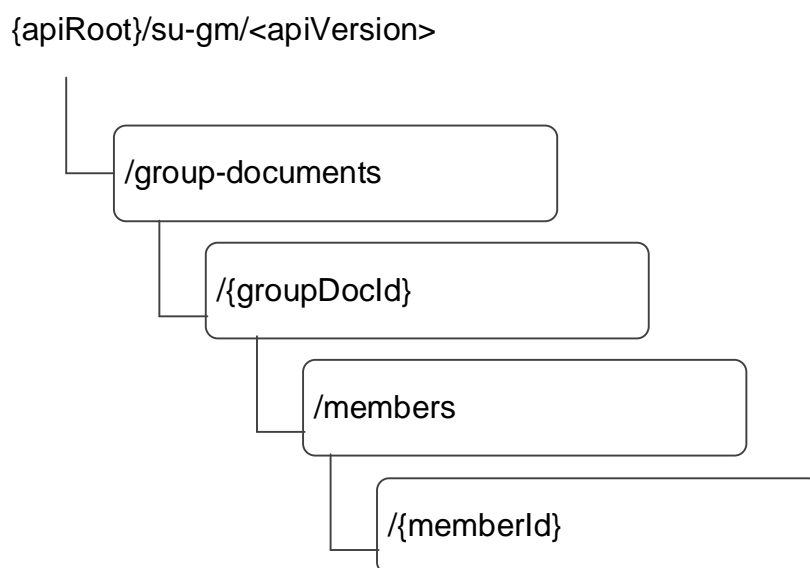 {apiRoot}/su-gm/<apiVersion>
/group-documents
/{groupDocId}
/members
/{memberId}